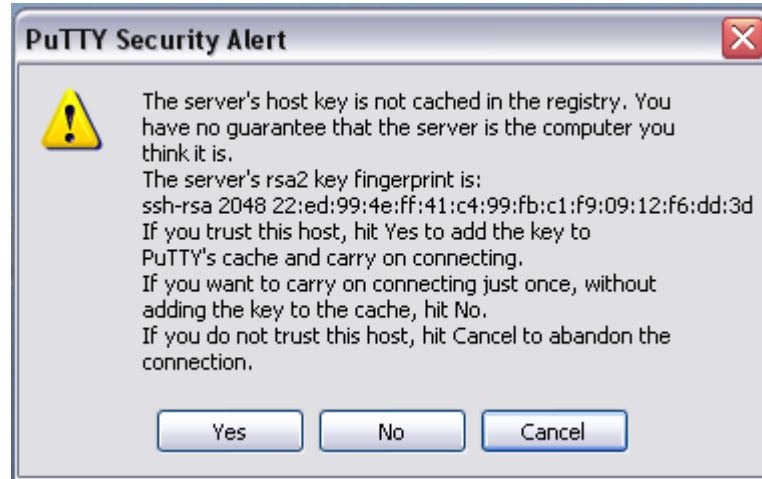 PuTTY Security Alert
The server's host key is not cached in the registry. You
have no guarantee that the server is the computer you
think it is.
The server's rsa2 key fingerprint is:
ssh-rsa 2048 22:ed:99:4e:ff:41:c4:99:fb:c1:f9:09:12:f6:dd:3d
If you trust this host, hit Yes to add the key to
PuTTY's cache and carry on connecting.
If you want to carry on connecting just once, without
adding the key to the cache, hit No.
If you do not trust this host, hit Cancel to abandon the
connection.
Yes No Cancel